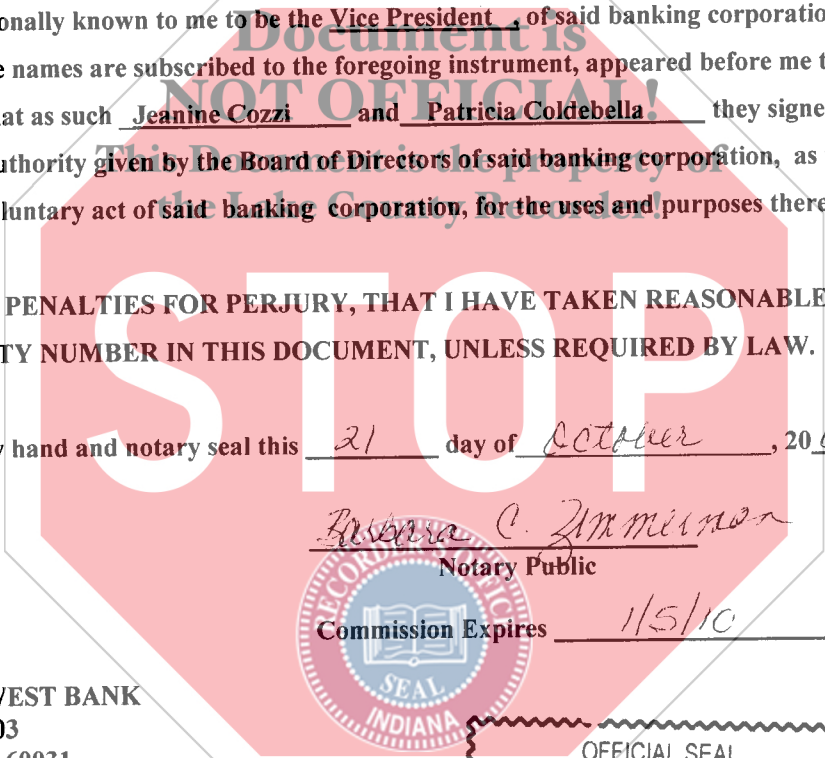 onally known to me to be the Vice President , of said banking corporatio
Document is
e names are subscribed to the foregoing instrument, appeared before me t
NOT OFFICIAL!
at as such Jeanine Cozzi and Patricia Coldebella they signe
This Document is the property of
uthority given by the Board of Directors of said banking corporation, as
the Lake County Recorder!
luntary act of said banking corporation, for the uses and purposes there
PENALTIES FOR PERJURY, THAT I HAVE TAKEN REASONABLE
TY NUMBER IN THIS DOCUMENT, UNLESS REQUIRED BY LAW.
STOP
hand and notary seal this 21 day of October , 20
Barbara C. Zimmerman
Notary Public
RECORDER'S OFFIC
Commission Expires 1/5/10
SEAL
INDIANA
WEST BANK
03
OFFICIAL SEAL
60031